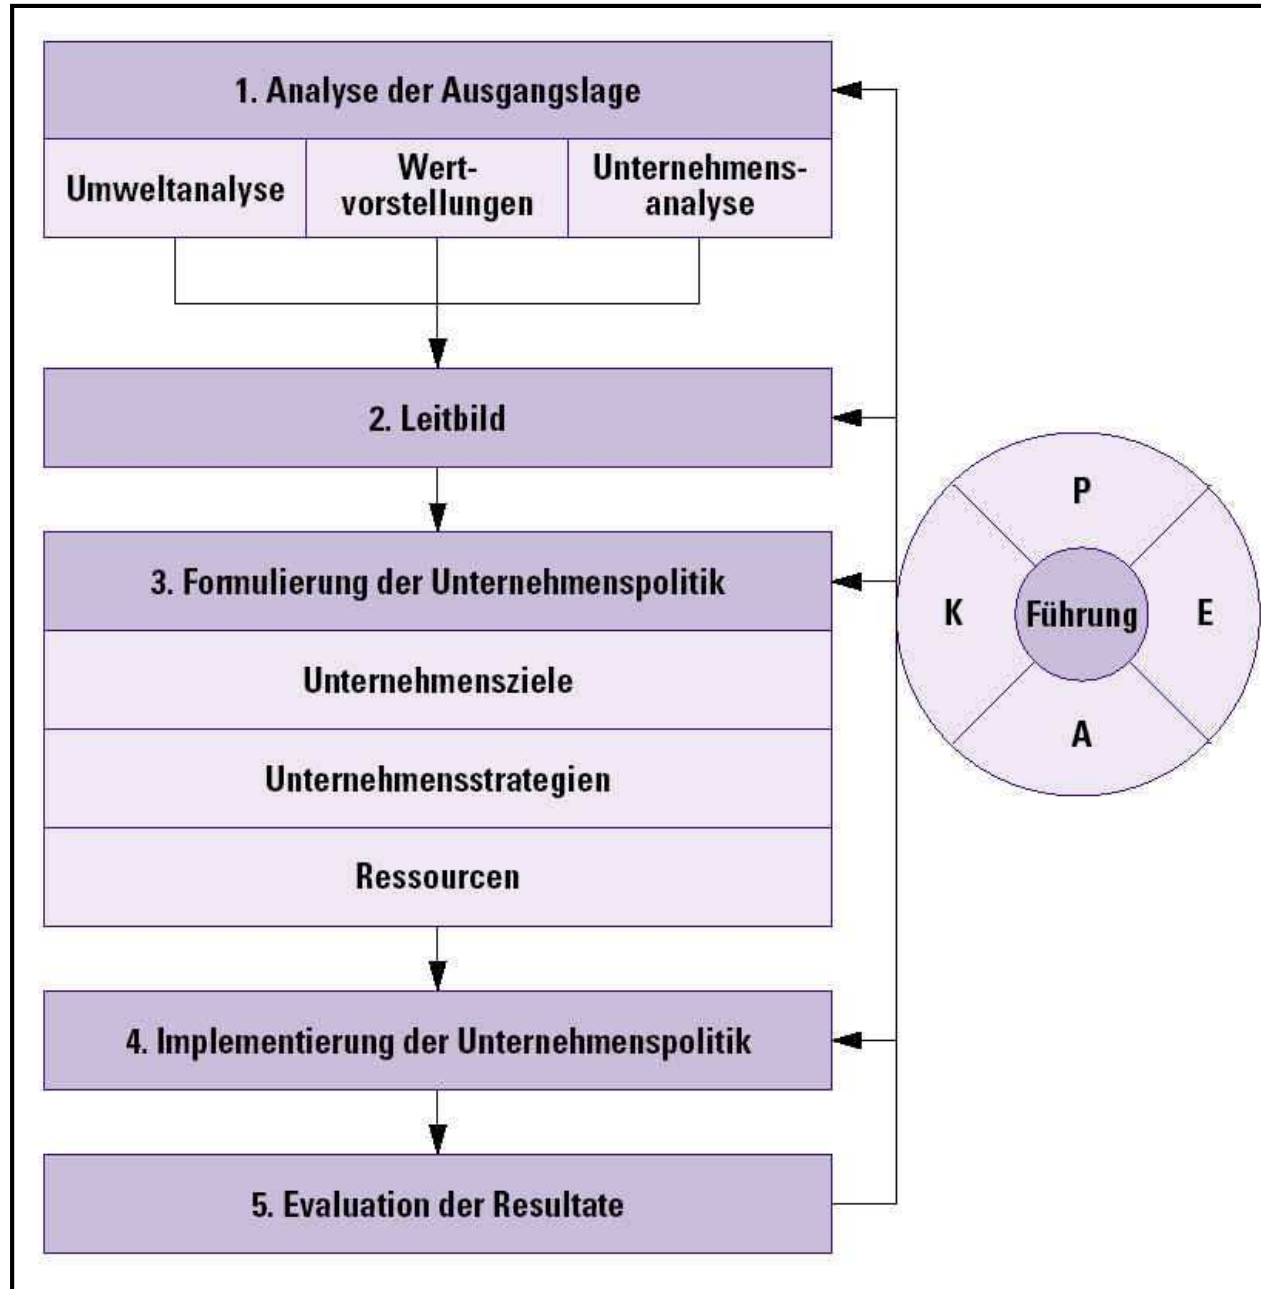 1. Analyse der Ausgangslage
Umweltanalyse
Wert-
vorstellungen
Unternehmens-
analyse
2. Leitbild
3. Formulierung der Unternehmenspolitik
Unternehmensziele
Unternehmensstrategien
Ressourcen
4. Implementierung der Unternehmenspolitik
5. Evaluation der Resultate
P
K
Führung
E
A